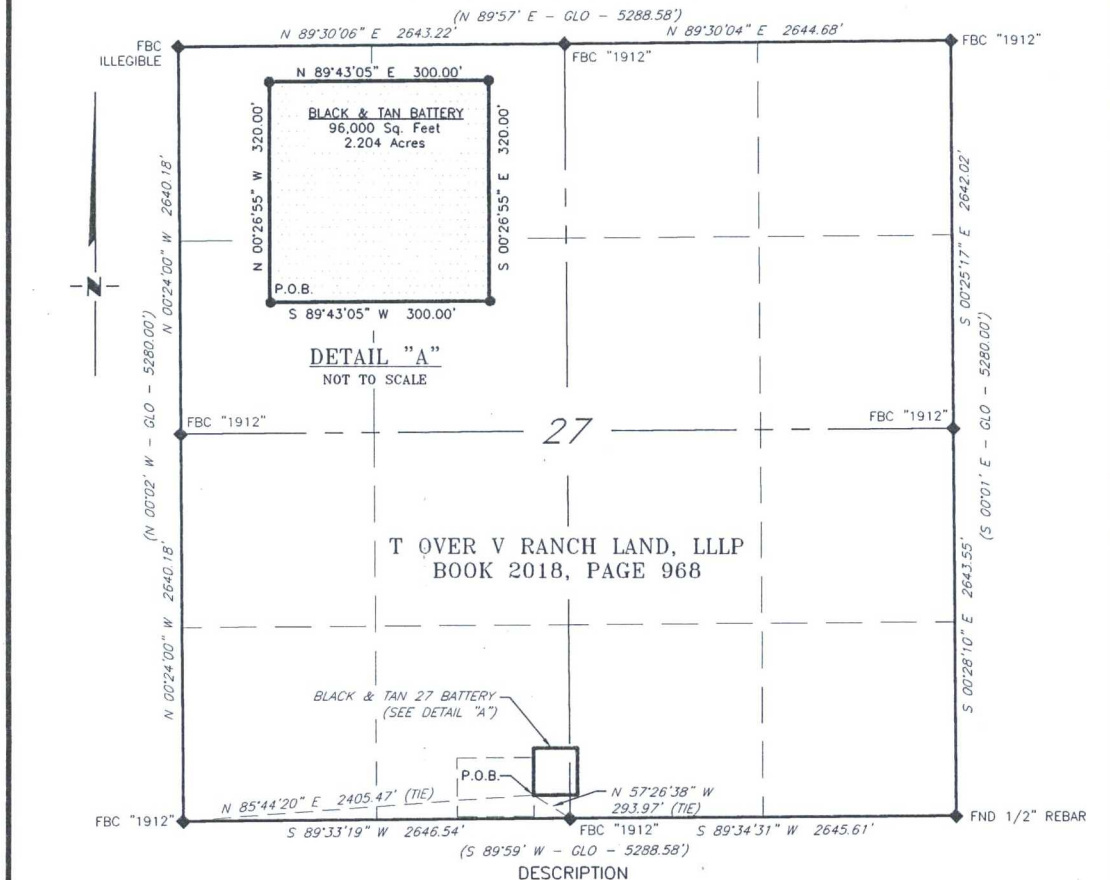 (N 89°57' E - GLO - 5288.58')
N 89°30'06" E 2643.22'
N 89°30'04" E 2644.68'
FBC
ILLEGIBLE
FBC "1912"
FBC "1912"
N 89°43'05" E 300.00'
BLACK & TAN BATTERY
96,000 Sq. Feet
2.204 Acres
N 00°26'55" W 320.00'
S 00°26'55" E 320.00'
P.O.B.
S 89°43'05" W 300.00'
DETAIL "A"
NOT TO SCALE
N 00°24'00" W 2640.18'
S 00°25'17" E 2642.02'
-N-
(N 00°02' W - GLO - 5280.00')
(S 00°01' E - GLO - 5280.00')
FBC "1912"
27
FBC "1912"
T OVER V RANCH LAND, LLLP
BOOK 2018, PAGE 968
N 00°24'00" W 2640.18'
S 00°28'10" E 2643.55'
BLACK & TAN 27 BATTERY
(SEE DETAIL "A")
P.O.B.
N 85°44'20" E 2405.47' (TIE)
N 57°26'38" W
293.97' (TIE)
FBC "1912"
S 89°33'19" W 2646.54'
FBC "1912"
S 89°34'31" W 2645.61'
FND 1/2" REBAR
(S 89°59' W - GLO - 5288.58')
DESCRIPTION